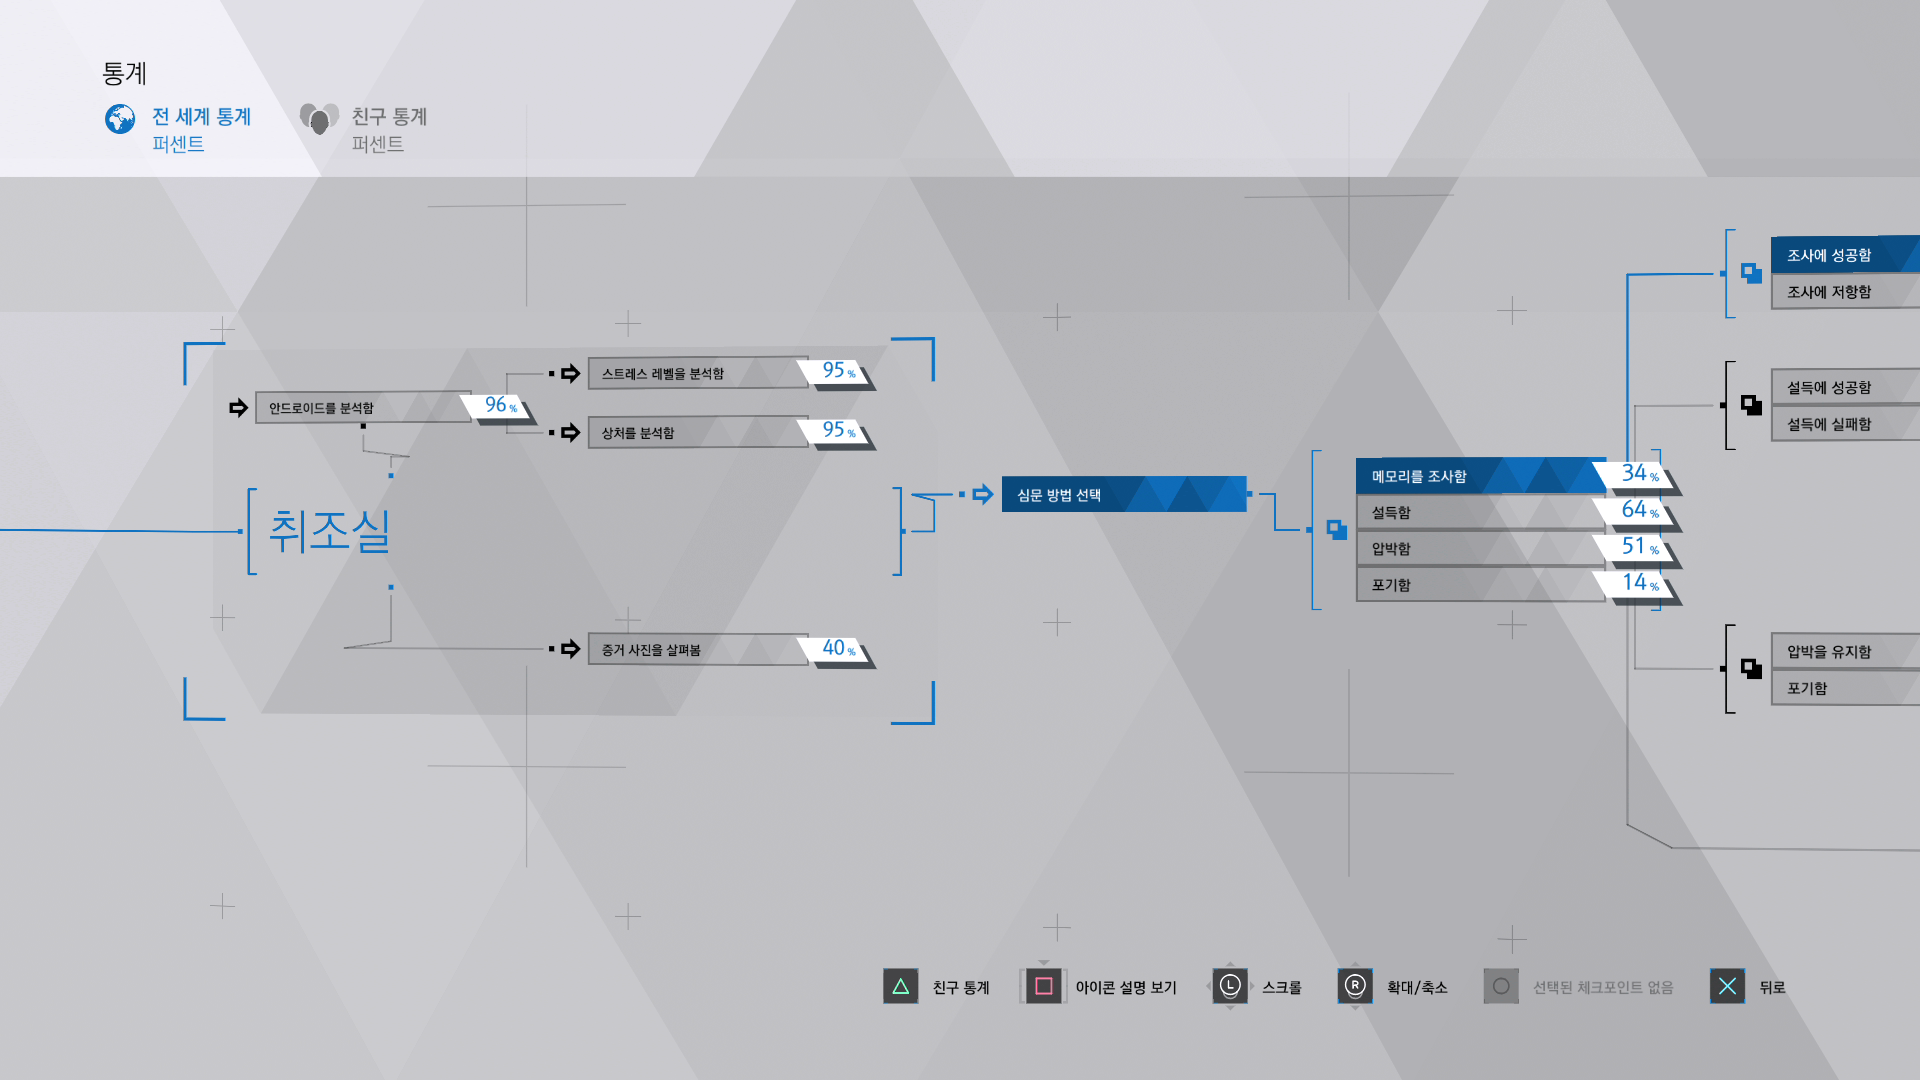 통계
전 세계 통계
퍼센트
친구 통계
퍼센트
안드로이드를 분석함
96 %
스트레스 레벨을 분석함
95 %
상처를 분석함
95 %
취조실
증거 사진을 살펴봄
40 %
심문 방법 선택
메모리를 조사함
34 %
설득함
64 %
압박함
51 %
포기함
14 %
조사에 성공함
조사에 저항함
설득에 성공함
설득에 실패함
압박을 유지함
포기함
친구 통계
아이콘 설명 보기
L 스크롤
R 확대/축소
선택된 체크포인트 없음
뒤로